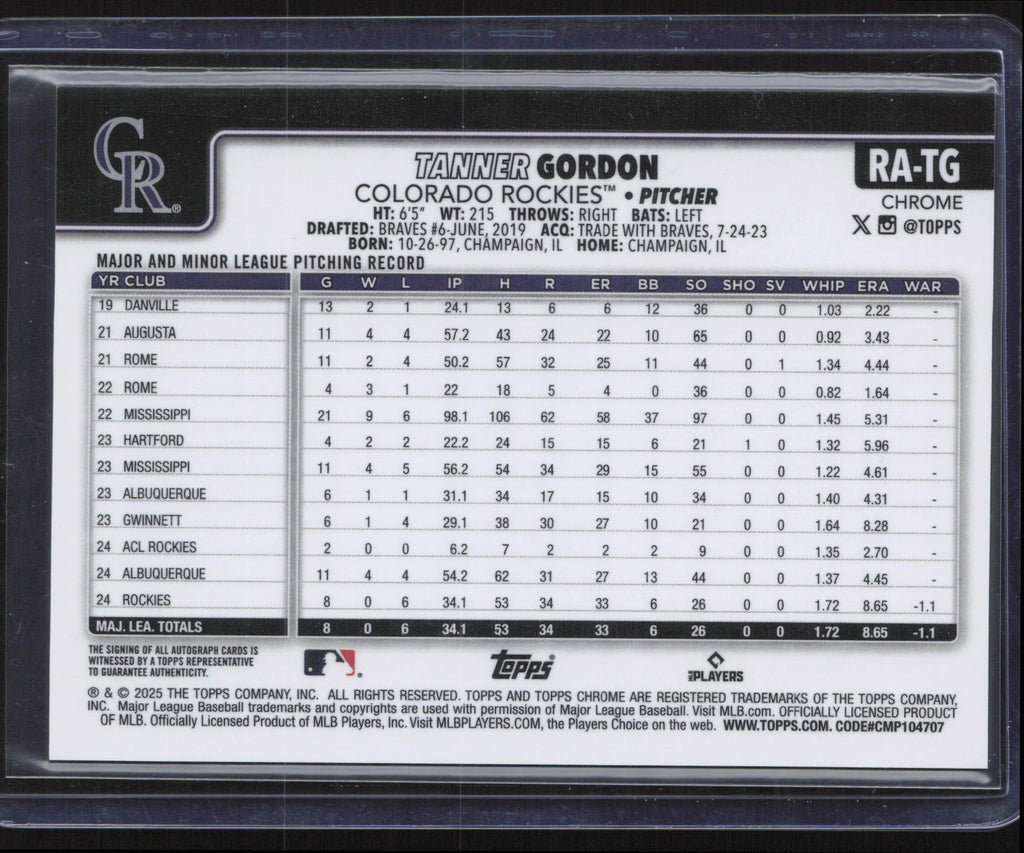 CR®
TANNER GORDON
RA-TG
COLORADO ROCKIES™ • PITCHER
CHROME
HT: 6'5" WT: 215 THROWS: RIGHT BATS: LEFT
X @TOPPS
DRAFTED: BRAVES #6-JUNE, 2019 ACQ: TRADE WITH BRAVES, 7-24-23
BORN: 10-26-97, CHAMPAIGN, IL HOME: CHAMPAIGN, IL
MAJOR AND MINOR LEAGUE PITCHING RECORD
YR CLUB G W L IP H R ER BB SO SHO SV WHIP ERA WAR
19 DANVILLE 13 2 1 24.1 13 6 6 12 36 0 0 1.03 2.22 -
21 AUGUSTA 11 4 4 57.2 43 24 22 10 65 0 0 0.92 3.43 -
21 ROME 11 2 4 50.2 57 32 25 11 44 0 1 1.34 4.44 -
22 ROME 4 3 1 22 18 5 4 0 36 0 0 0.82 1.64 -
22 MISSISSIPPI 21 9 6 98.1 106 62 58 37 97 0 0 1.45 5.31 -
23 HARTFORD 4 2 2 22.2 24 15 15 6 21 1 0 1.32 5.96 -
23 MISSISSIPPI 11 4 5 56.2 54 34 29 15 55 0 0 1.22 4.61 -
23 ALBUQUERQUE 6 1 1 31.1 34 17 15 10 34 0 0 1.40 4.31 -
23 GWINNETT 6 1 4 29.1 38 30 27 10 21 0 0 1.64 8.28 -
24 ACL ROCKIES 2 0 0 6.2 7 2 2 2 9 0 0 1.35 2.70 -
24 ALBUQUERQUE 11 4 4 54.2 62 31 27 13 44 0 0 1.37 4.45 -
24 ROCKIES 8 0 6 34.1 53 34 33 6 26 0 0 1.72 8.65 -1.1
MAJ. LEA. TOTALS 8 0 6 34.1 53 34 33 6 26 0 0 1.72 8.65 -1.1
THE SIGNING OF ALL AUTOGRAPH CARDS IS
WITNESSED BY A TOPPS REPRESENTATIVE
TO GUARANTEE AUTHENTICITY.
Topps®
MLB PLAYERS
® & © 2025 THE TOPPS COMPANY, INC. ALL RIGHTS RESERVED. TOPPS AND TOPPS CHROME ARE REGISTERED TRADEMARKS OF THE TOPPS COMPANY,
INC. Major League Baseball trademarks and copyrights are used with permission of Major League Baseball. Visit MLB.com. OFFICIALLY LICENSED PRODUCT
OF MLB. Officially Licensed Product of MLB Players, Inc. Visit MLBPLAYERS.COM, the Players Choice on the web. WWW.TOPPS.COM. CODE#CMP104707